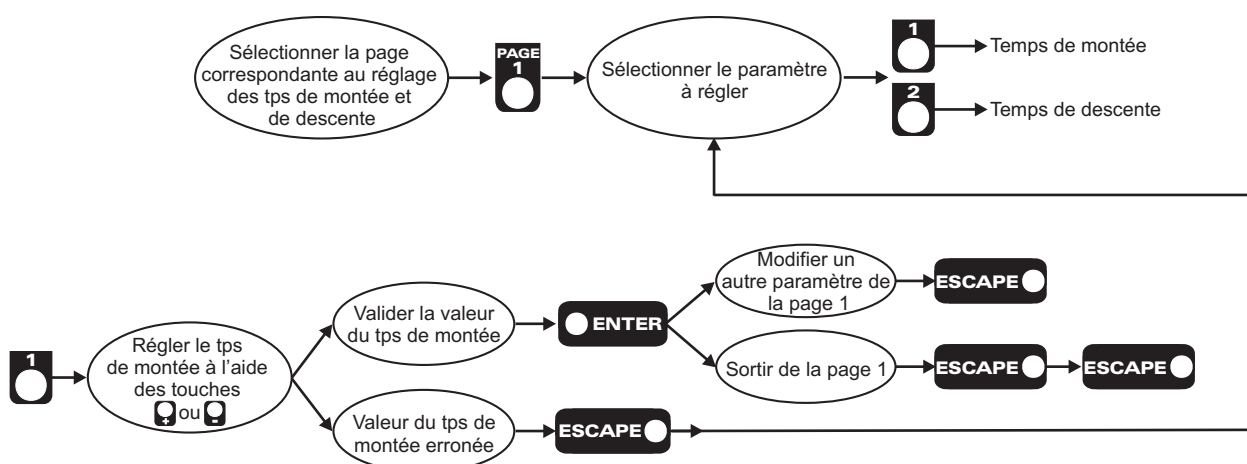 Sélectionner la page
correspondante au réglage
des tps de montée et
de descente
PAGE
1
Sélectionner le paramètre
à régler
1
Temps de montée
2
Temps de descente
1
Régler le tps
de montée à l’aide
des touches
+ ou -
Valider la valeur
du tps de montée
ENTER
Modifier un
autre paramètre de
la page 1
ESCAPE
Sortir de la page 1
ESCAPE
ESCAPE
Valeur du tps de
montée erronée
ESCAPE